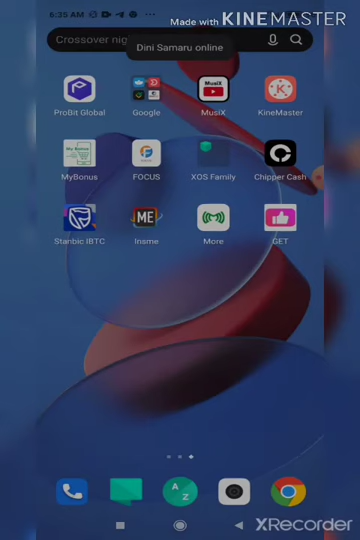 6:35 AM
Made with KINEMASTER
Crossover nig
Dini Samaru online
ProBit Global
Google
MusiX
KineMaster
MyBonus
FOCUS
XOS Family
Chipper Cash
Stanbic IBTC
Insme
More
GET
XRecorder